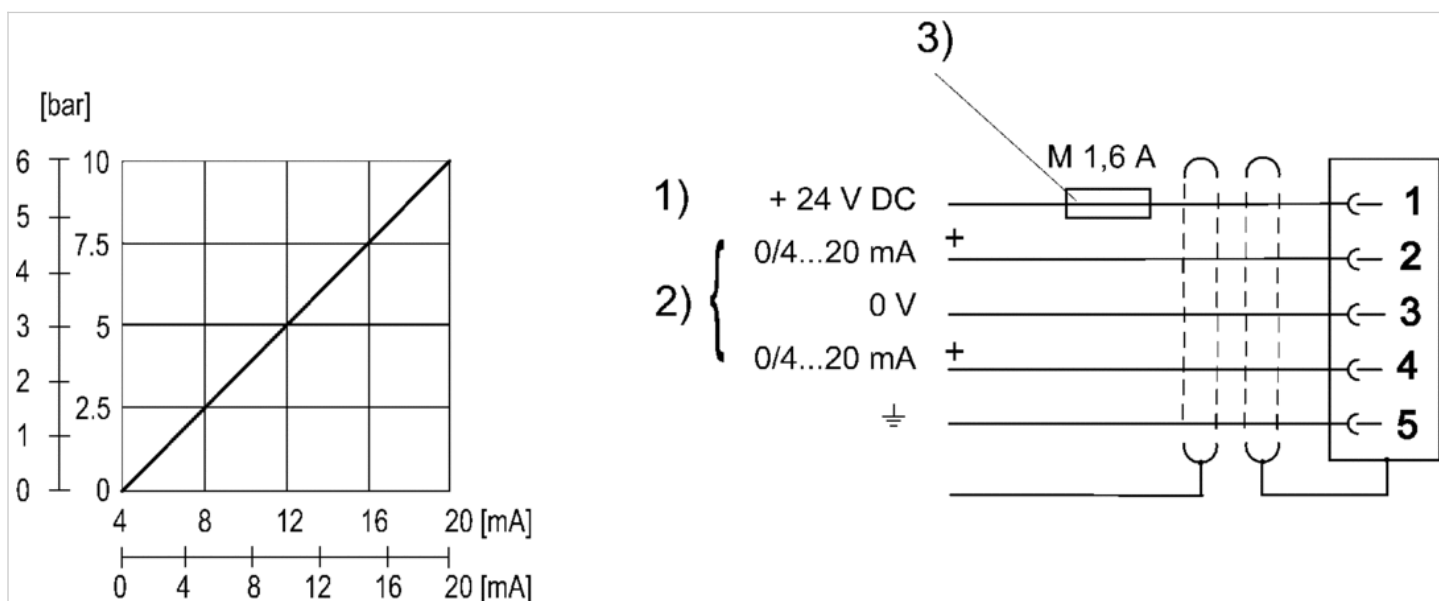 [bar]
6 10
5
7.5
4
3 5
2
2.5
1
0 0
4 8 12 16 20 [mA]
0 4 8 12 16 20 [mA]
3)
M 1,6 A
1) + 24 V DC 1
2) 0/4...20 mA + 2
0 V 3
0/4...20 mA + 4
5